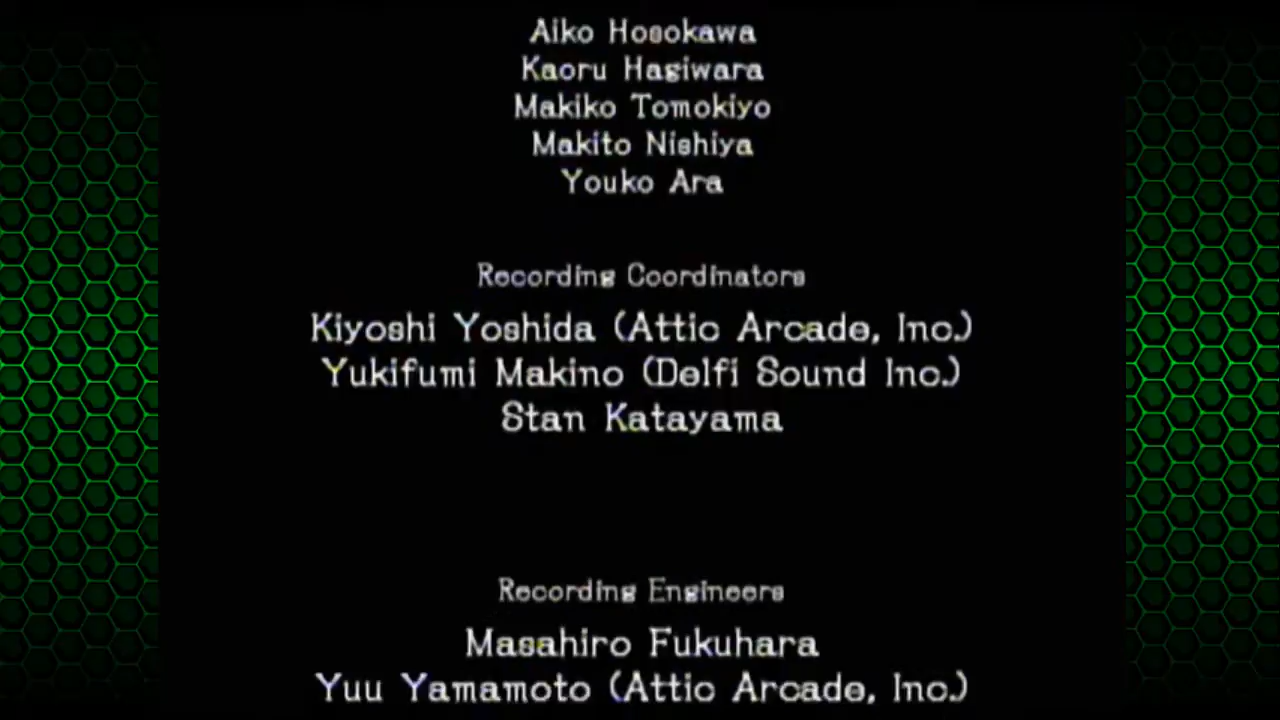 Aiko Hosokawa
Kaoru Hagiwara
Makiko Tomokiyo
Makito Nishiya
Youko Ara
Recording Coordinators
Kiyoshi Yoshida (Attic Arcade, Inc.)
Yukifumi Makino (Delfi Sound Inc.)
Stan Katayama
Recording Engineers
Masahiro Fukuhara
Yuu Yamamoto (Attic Arcade, Inc.)